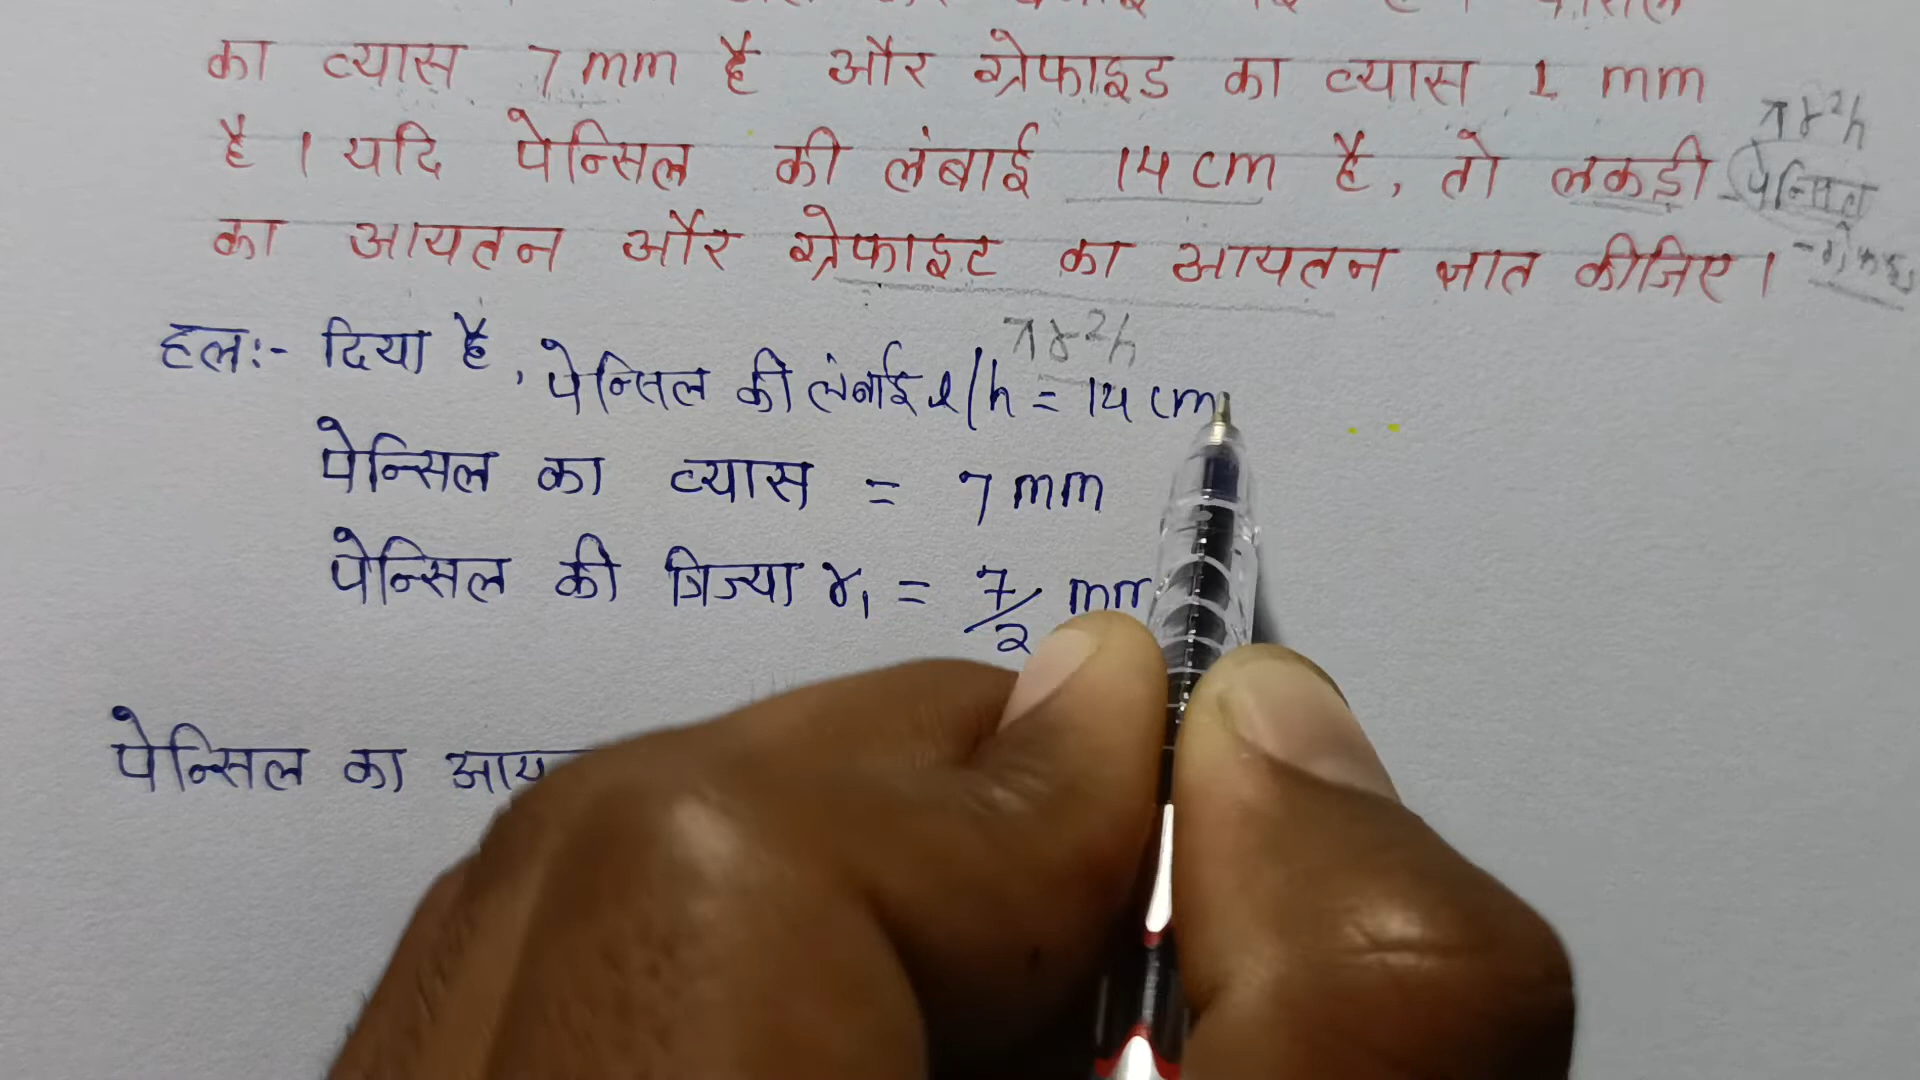 का व्यास 7 mm है और ग्रेफाइड का व्यास 1 mm
है । यदि पेन्सिल की लंबाई 14 cm है, तो लकड़ी
का आयतन और ग्रेफाइट का आयतन ज्ञात कीजिए ।
πr²h
पेन्सिल
हल:- दिया है, पेन्सिल की लंबाई l/h = 14 cm
πr²h
पेन्सिल का व्यास = 7 mm
पेन्सिल की त्रिज्या r₁ = 7/2 mm
पेन्सिल का